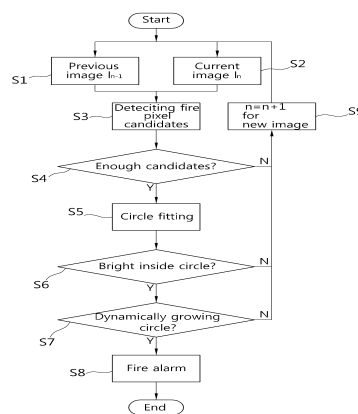 Start
Previous
image Iₙ₋₁
S1
Current
image Iₙ
S2
Deteciting fire
pixel
candidates
S3
n=n+1
for
new image
S9
Enough candidates?
N
S4
Y
S5
Circle fitting
Bright inside circle?
N
S6
Y
Dynamically growing
circle?
N
S7
Y
S8
Fire alarm
End